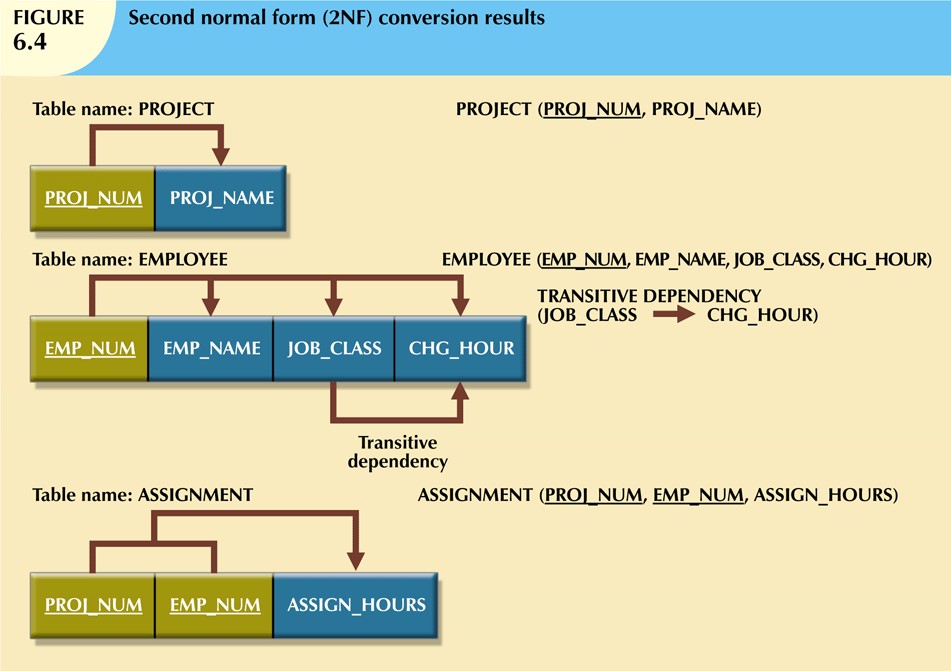 FIGURE
6.4
Second normal form (2NF) conversion results
Table name: PROJECT
PROJECT (PROJ_NUM, PROJ_NAME)
PROJ_NUM
PROJ_NAME
Table name: EMPLOYEE
EMPLOYEE (EMP_NUM, EMP_NAME, JOB_CLASS, CHG_HOUR)
TRANSITIVE DEPENDENCY
(JOB_CLASS CHG_HOUR)
EMP_NUM
EMP_NAME
JOB_CLASS
CHG_HOUR
Transitive
dependency
Table name: ASSIGNMENT
ASSIGNMENT (PROJ_NUM, EMP_NUM, ASSIGN_HOURS)
PROJ_NUM
EMP_NUM
ASSIGN_HOURS